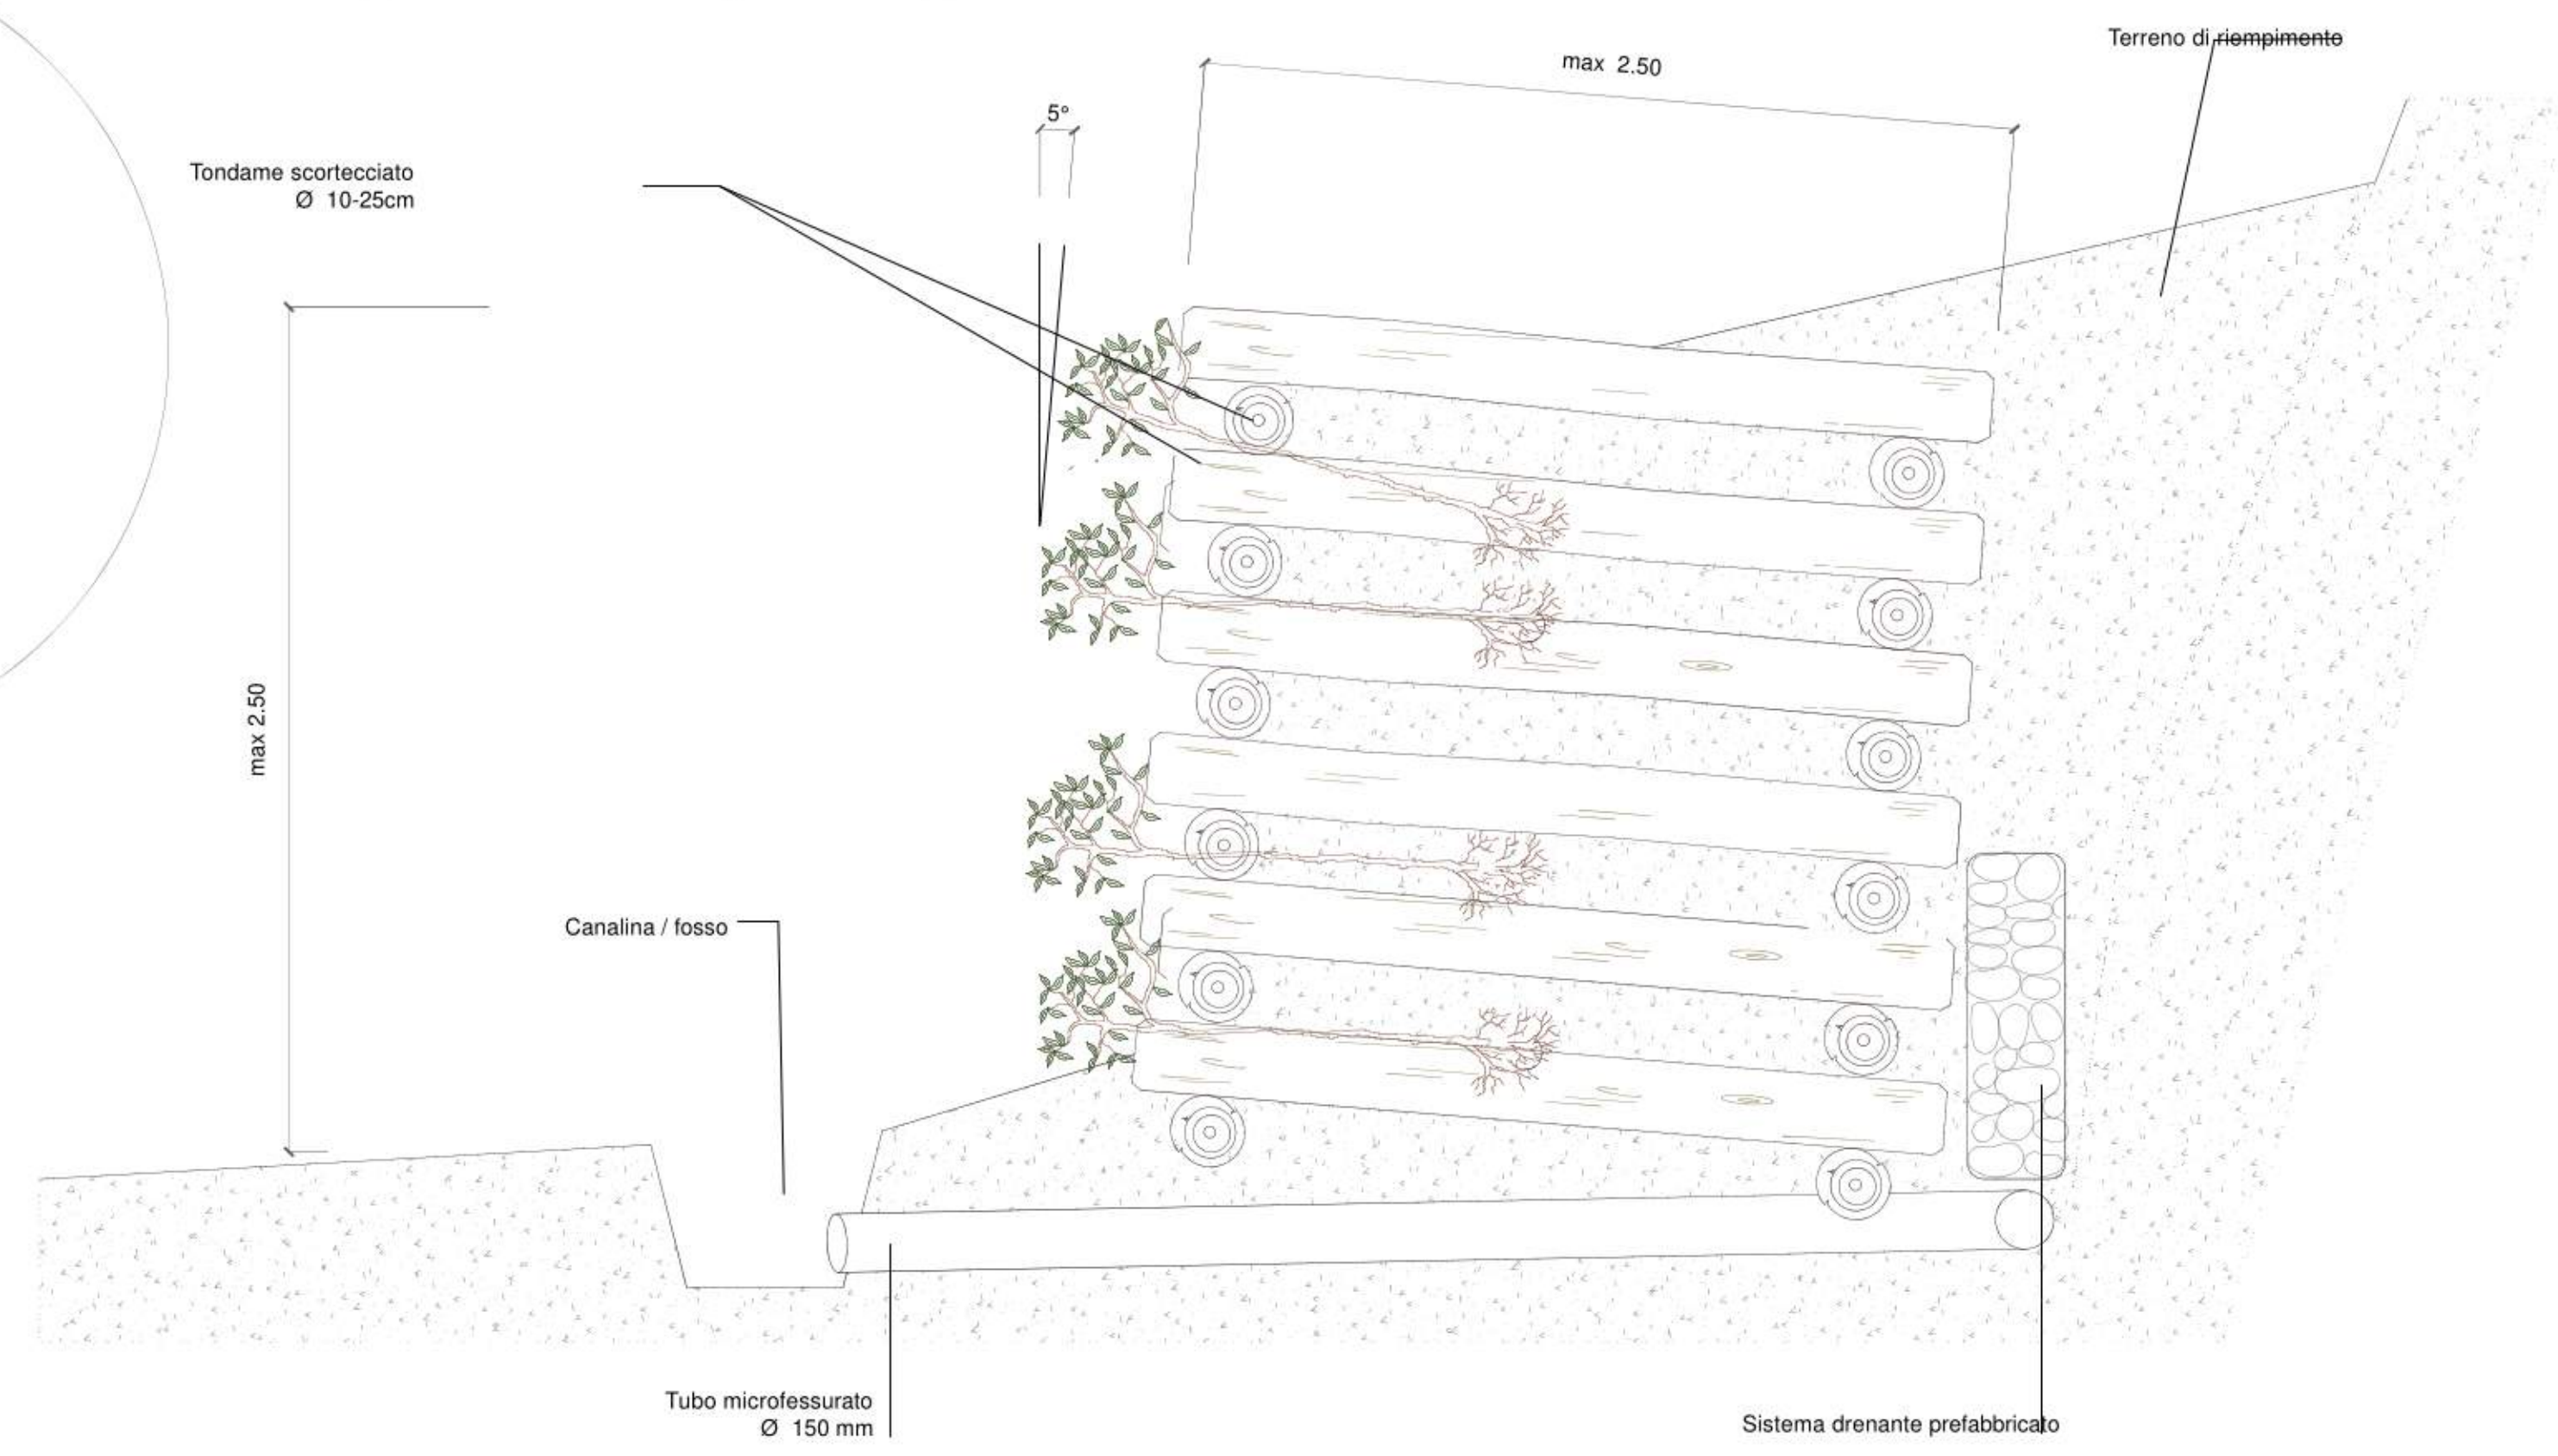 Terreno di riempimento
max 2.50
5°
Tondame scortecciato
Ø 10-25cm
max 2.50
Canalina / fosso
Tubo microfessurato
Ø 150 mm
Sistema drenante prefabbricato